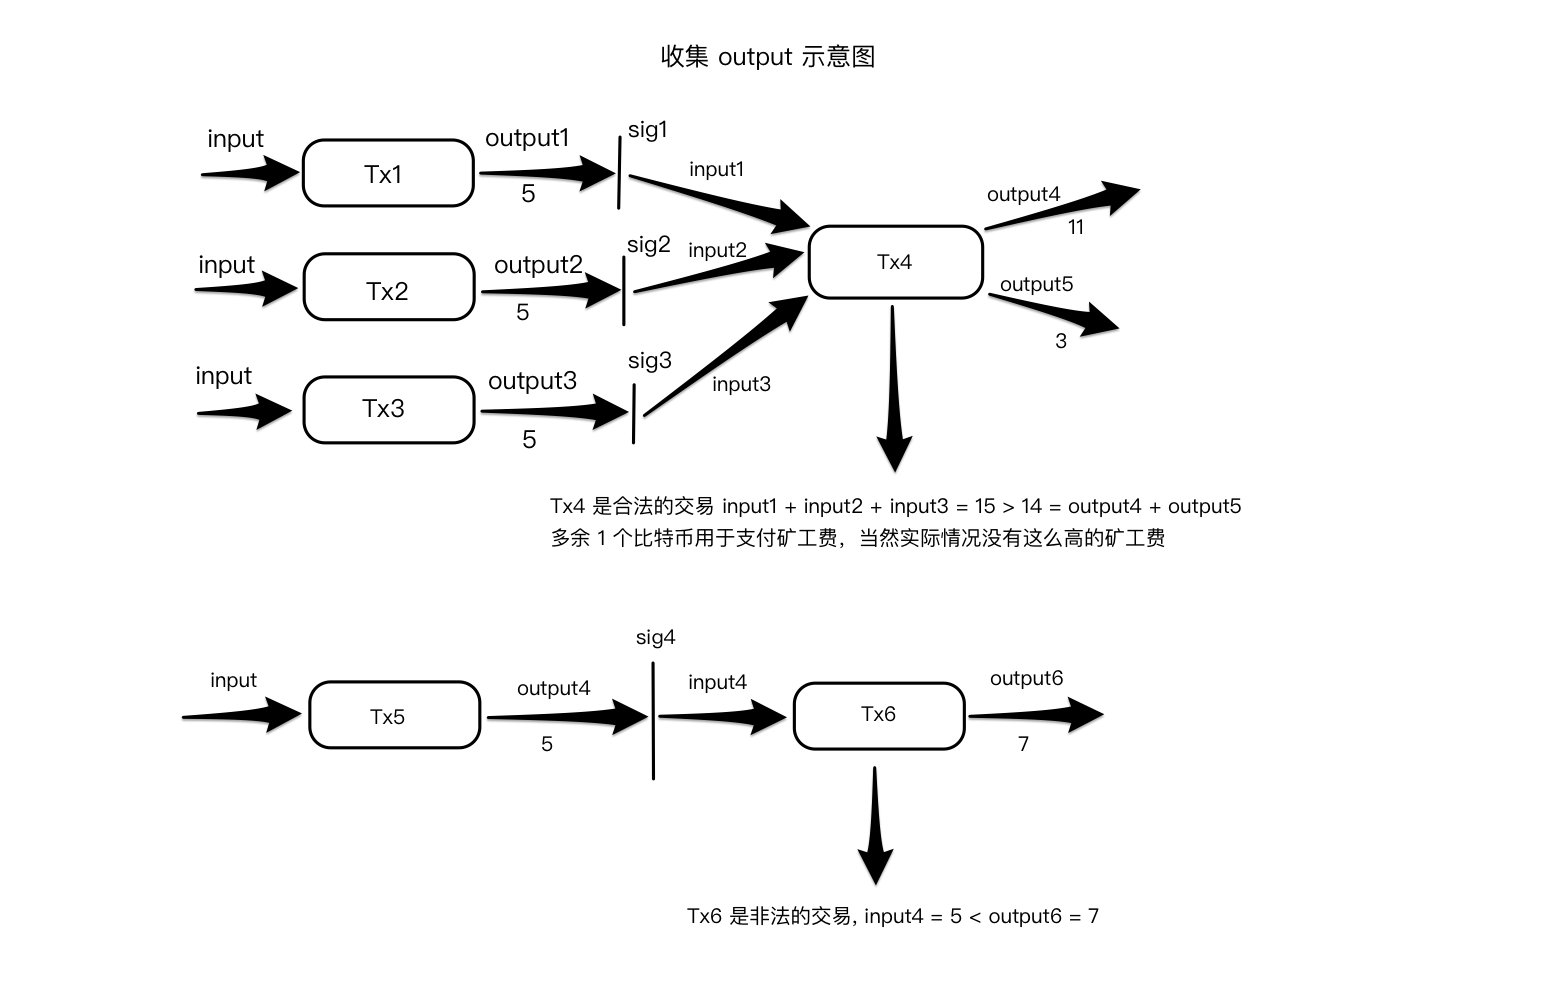 收集 output 示意图
input
Tx1
output1
5
sig1
input1
input
Tx2
output2
5
sig2
input2
input
Tx3
output3
5
sig3
input3
Tx4
output4
11
output5
3
Tx4 是合法的交易 input1 + input2 + input3 = 15 > 14 = output4 + output5
多余 1 个比特币用于支付矿工费，当然实际情况没有这么高的矿工费
input
Tx5
output4
5
sig4
input4
Tx6
output6
7
Tx6 是非法的交易, input4 = 5 < output6 = 7